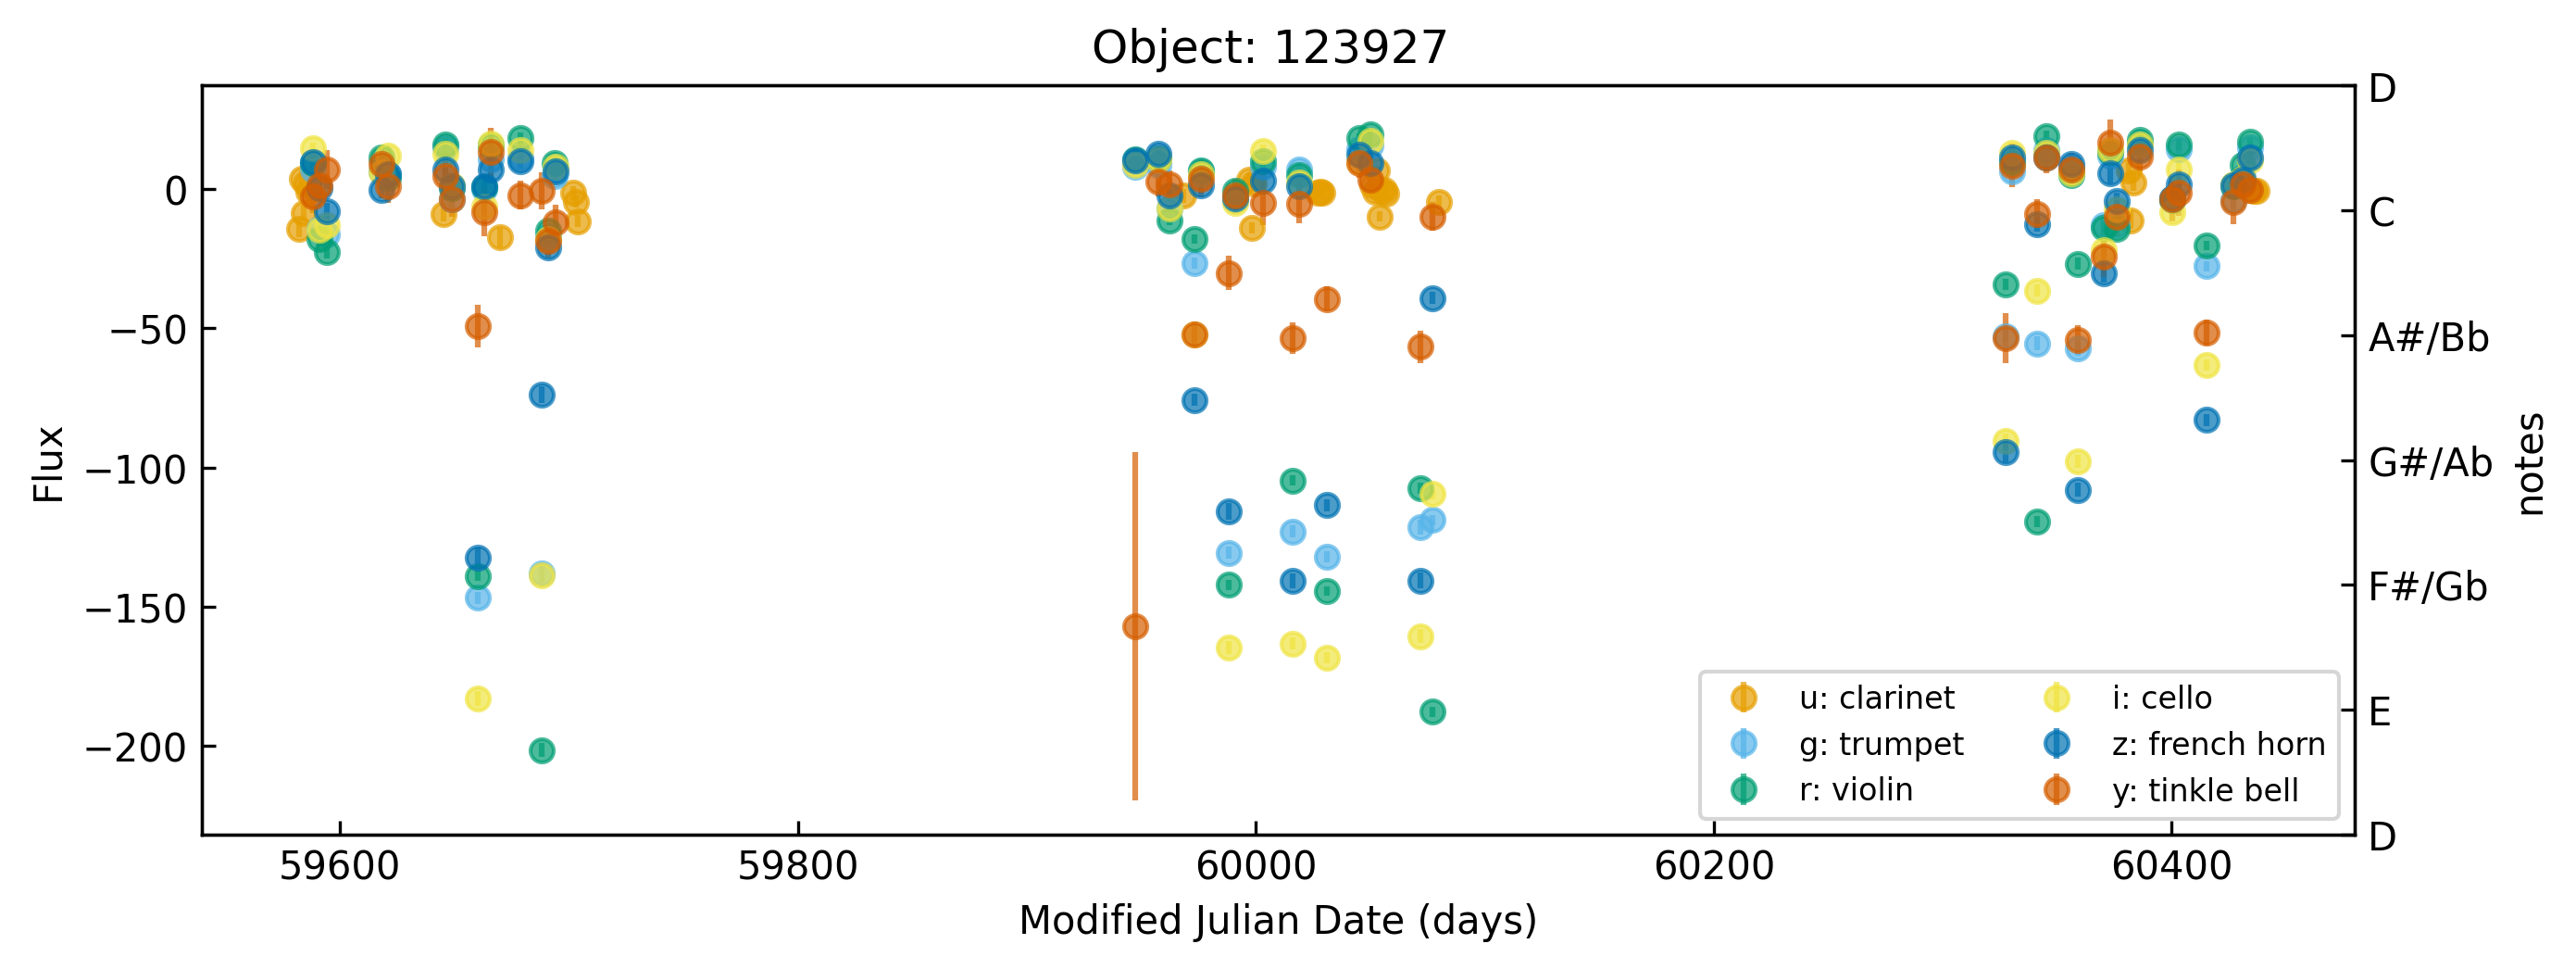 Object: 123927
Flux
0
−50
−100
−150
−200
59600
59800
60000
60200
60400
Modified Julian Date (days)
D
C
A#/Bb
G#/Ab
F#/Gb
E
D
notes
u: clarinet
g: trumpet
r: violin
i: cello
z: french horn
y: tinkle bell